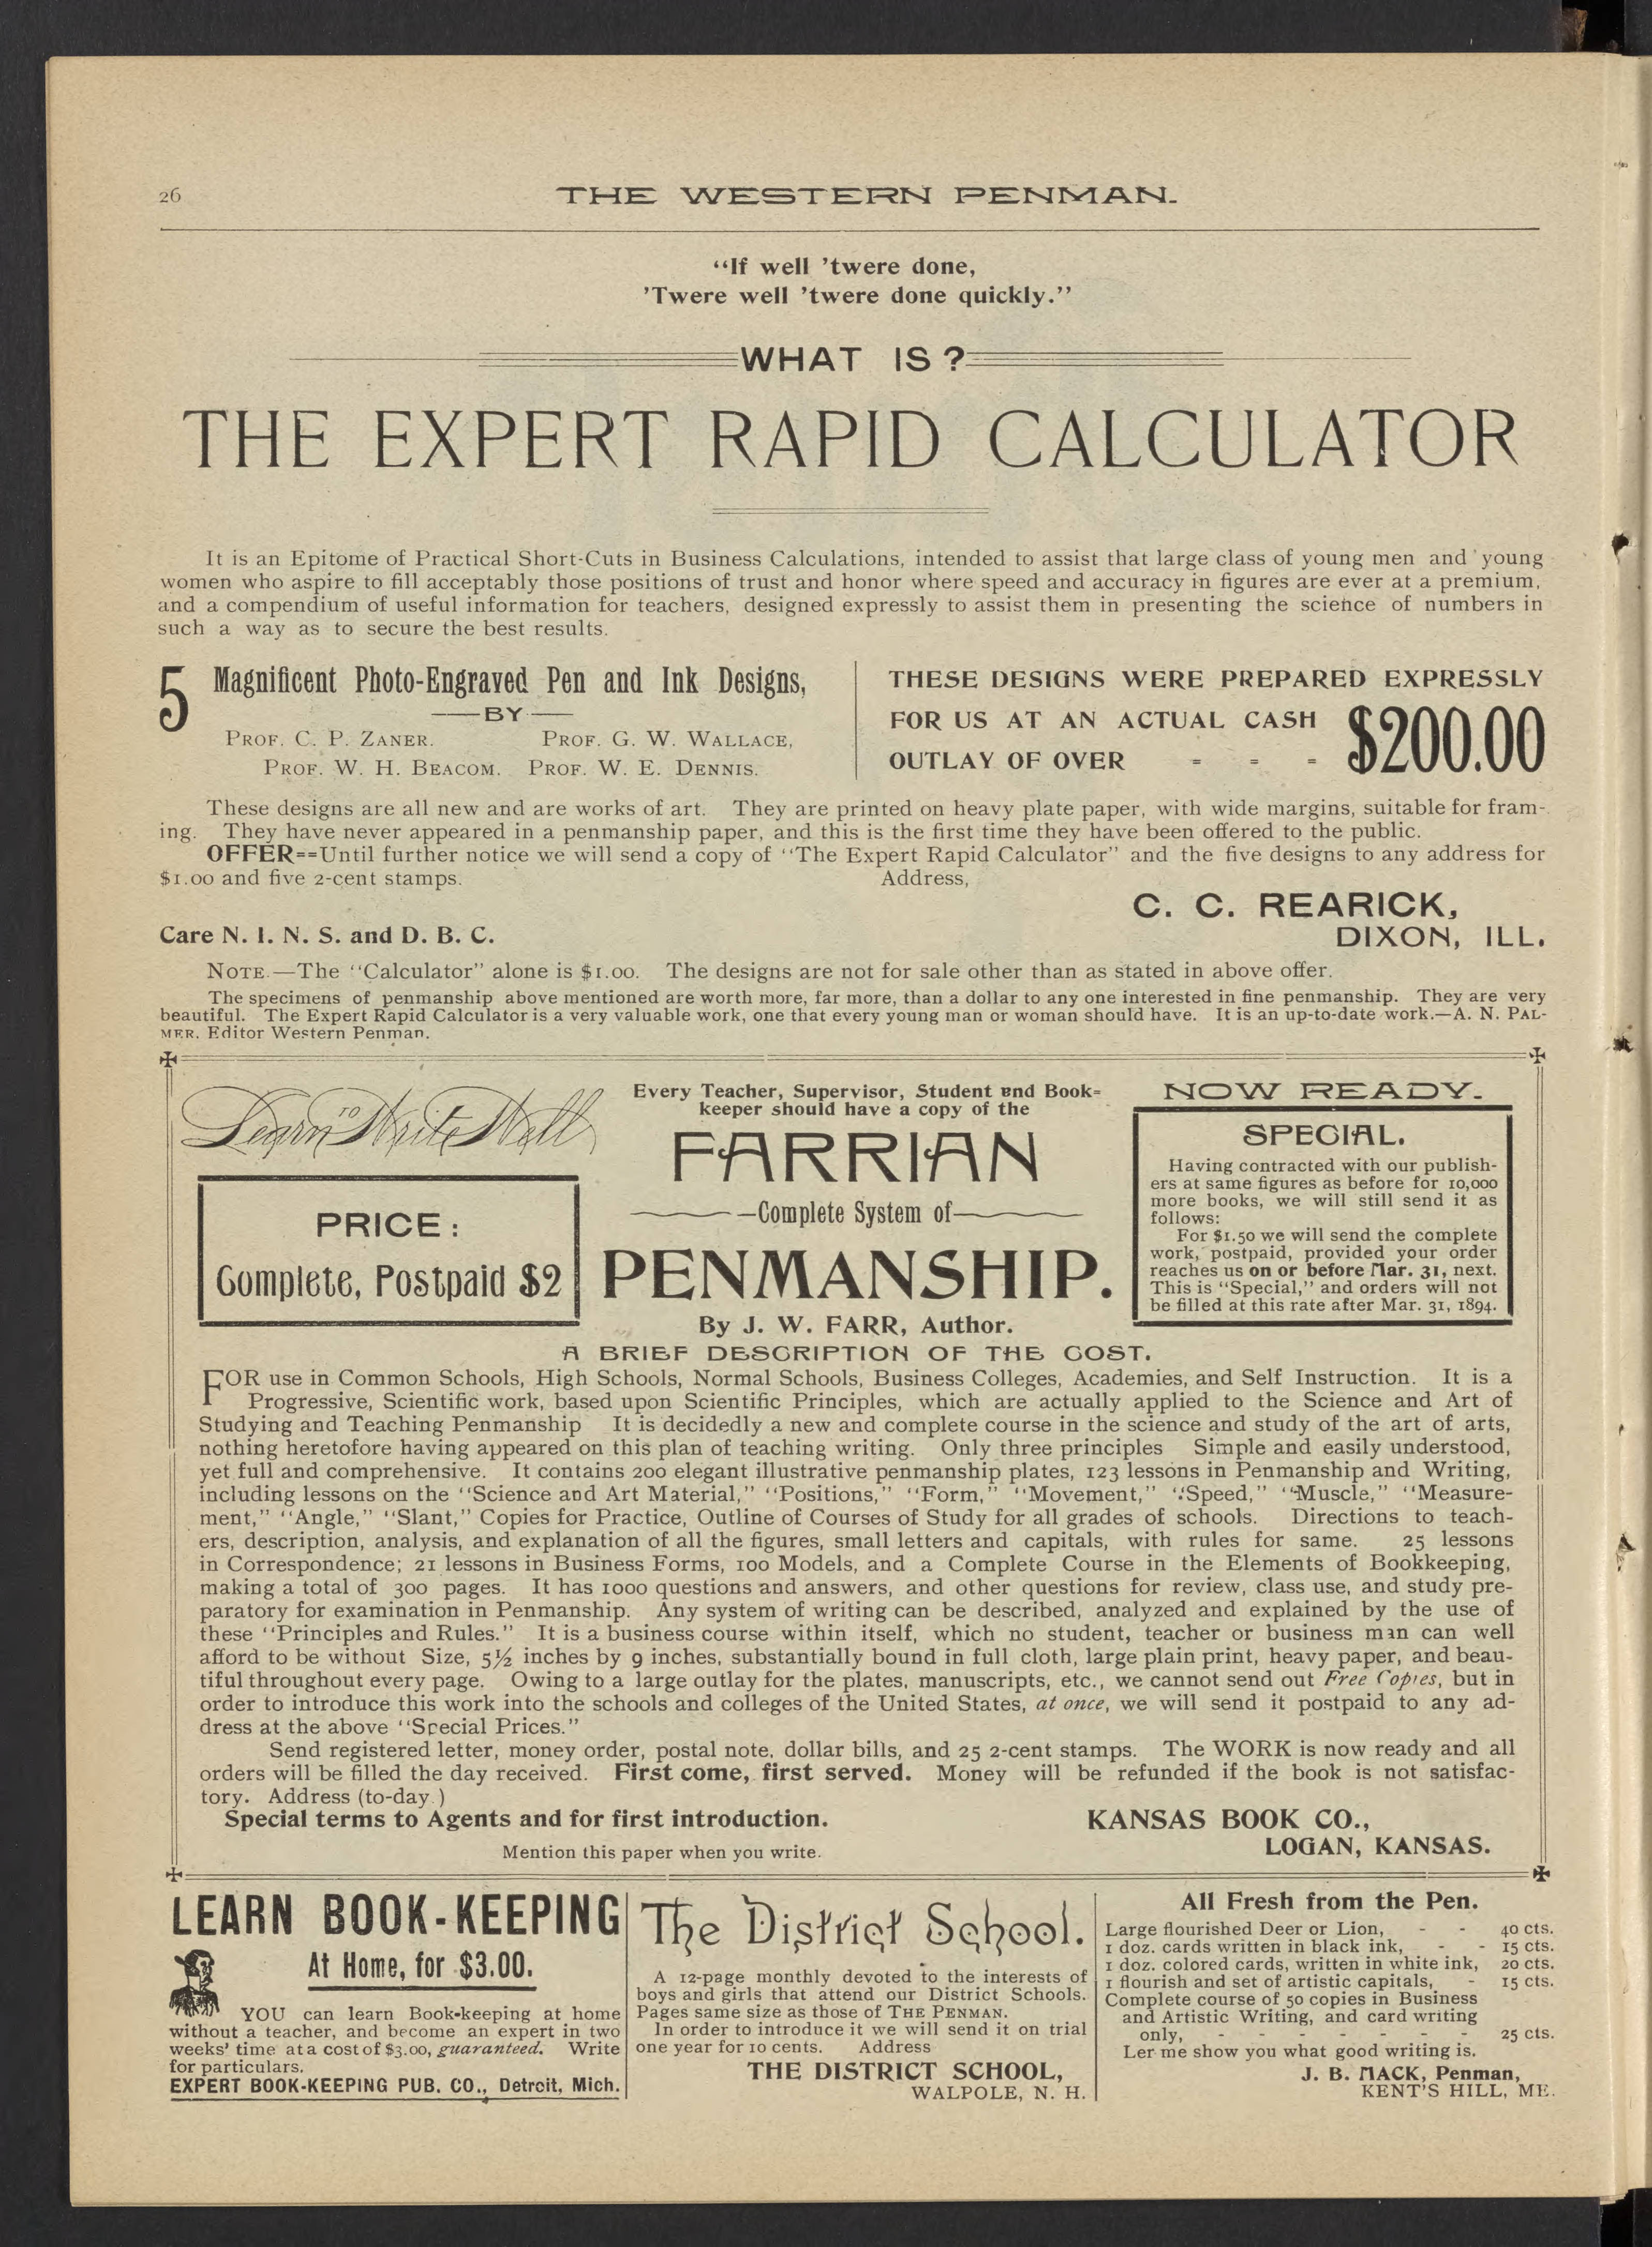 26
THE WESTERN PENMAN.
“If well ’twere done,
’Twere well ’twere done quickly.”
WHAT IS?
THE EXPERT RAPID CALCULATOR
It is an Epitome of Practical Short-Cuts in Business Calculations, intended to assist that large class of young men and young
women who aspire to fill acceptably those positions of trust and honor where speed and accuracy in figures are ever at a premium,
and a compendium of useful information for teachers, designed expressly to assist them in presenting the science of numbers in
such a way as to secure the best results.
5 Magnificent Photo-Engraved Pen and Ink Designs,
BY
PROF. C. P. ZANER. PROF. G. W. WALLACE,
PROF. W. H. BEACOM. PROF. W. E. DENNIS.
THESE DESIGNS WERE PREPARED EXPRESSLY
FOR US AT AN ACTUAL CASH
OUTLAY OF OVER = = = $200.00
These designs are all new and are works of art. They are printed on heavy plate paper, with wide margins, suitable for fram-
ing. They have never appeared in a penmanship paper, and this is the first time they have been offered to the public.
OFFER==Until further notice we will send a copy of “The Expert Rapid Calculator” and the five designs to any address for
$1.00 and five 2-cent stamps. Address,
C. C. REARICK,
Care N. I. N. S. and D. B. C.
DIXON, ILL.
NOTE.—The “Calculator” alone is $1.00. The designs are not for sale other than as stated in above offer.
The specimens of penmanship above mentioned are worth more, far more, than a dollar to any one interested in fine penmanship. They are very
beautiful. The Expert Rapid Calculator is a very valuable work, one that every young man or woman should have. It is an up-to-date work.—A. N. PAL-
MER. Editor Western Penman.
Learn to Write Well
PRICE:
Complete, Postpaid $2
Every Teacher, Supervisor, Student and Book=
keeper should have a copy of the
FARRIAN
—Complete System of—
PENMANSHIP.
By J. W. FARR, Author.
NOW READY.
SPECIAL.
Having contracted with our publish-
ers at same figures as before for 10,000
more books, we will still send it as
follows:
For $1.50 we will send the complete
work, postpaid, provided your order
reaches us on or before Mar. 31, next.
This is “Special,” and orders will not
be filled at this rate after Mar. 31, 1894.
A BRIEF DESCRIPTION OF THE COST.
FOR use in Common Schools, High Schools, Normal Schools, Business Colleges, Academies, and Self Instruction. It is a
Progressive, Scientific work, based upon Scientific Principles, which are actually applied to the Science and Art of
Studying and Teaching Penmanship It is decidedly a new and complete course in the science and study of the art of arts,
nothing heretofore having appeared on this plan of teaching writing. Only three principles Simple and easily understood,
yet full and comprehensive. It contains 200 elegant illustrative penmanship plates, 123 lessons in Penmanship and Writing,
including lessons on the “Science and Art Material,” “Positions,” “Form,” “Movement,” “Speed,” “Muscle,” “Measure-
ment,” “Angle,” “Slant,” Copies for Practice, Outline of Courses of Study for all grades of schools. Directions to teach-
ers, description, analysis, and explanation of all the figures, small letters and capitals, with rules for same. 25 lessons
in Correspondence; 21 lessons in Business Forms, 100 Models, and a Complete Course in the Elements of Bookkeeping,
making a total of 300 pages. It has 1000 questions and answers, and other questions for review, class use, and study pre-
paratory for examination in Penmanship. Any system of writing can be described, analyzed and explained by the use of
these “Principles and Rules.” It is a business course within itself, which no student, teacher or business man can well
afford to be without Size, 5½ inches by 9 inches, substantially bound in full cloth, large plain print, heavy paper, and beau-
tiful throughout every page. Owing to a large outlay for the plates, manuscripts, etc., we cannot send out Free Copies, but in
order to introduce this work into the schools and colleges of the United States, at once, we will send it postpaid to any ad-
dress at the above “Special Prices.”
Send registered letter, money order, postal note, dollar bills, and 25 2-cent stamps. The WORK is now ready and all
orders will be filled the day received. First come, first served. Money will be refunded if the book is not satisfac-
tory. Address (to-day.)
Special terms to Agents and for first introduction.
KANSAS BOOK CO.,
LOGAN, KANSAS.
Mention this paper when you write.
LEARN BOOK-KEEPING
At Home, for $3.00.
YOU can learn Book-keeping at home
without a teacher, and become an expert in two
weeks’ time at a cost of $3.00, guaranteed. Write
for particulars.
EXPERT BOOK-KEEPING PUB. CO., Detroit, Mich.
The District School.
A 12-page monthly devoted to the interests of
boys and girls that attend our District Schools.
Pages same size as those of THE PENMAN.
In order to introduce it we will send it on trial
one year for 10 cents. Address
THE DISTRICT SCHOOL,
WALPOLE, N. H.
All Fresh from the Pen.
Large flourished Deer or Lion, - - 40 cts.
1 doz. cards written in black ink, - - 15 cts.
1 doz. colored cards, written in white ink, 20 cts.
1 flourish and set of artistic capitals, - 15 cts.
Complete course of 50 copies in Business
and Artistic Writing, and card writing
only, - - - - - - - 25 cts.
Ler me show you what good writing is.
J. B. MACK, Penman,
KENT’S HILL, ME.